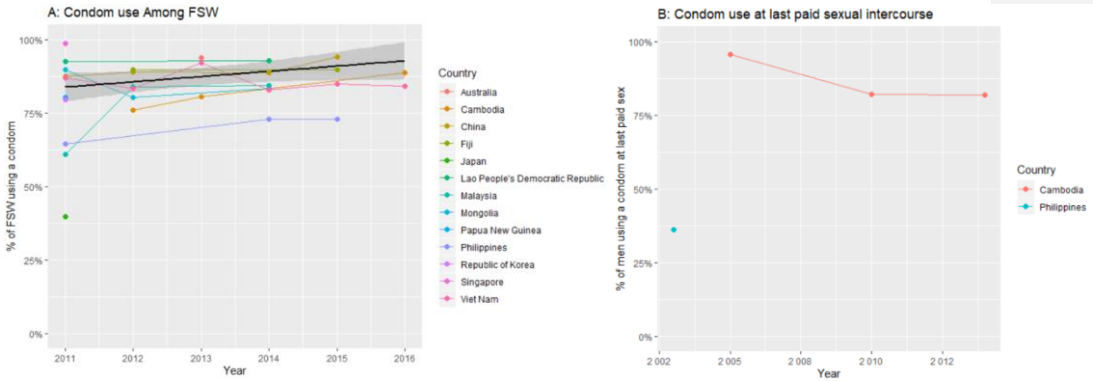 A: Condom use Among FSW
100%
75%
50%
25%
0%
% of FSW using a condom
2011 2012 2013 2014 2015 2016
Year
Country
Australia
Cambodia
China
Fiji
Japan
Lao People's Democratic Republic
Malaysia
Mongolia
Papua New Guinea
Philippines
Republic of Korea
Singapore
Viet Nam
B: Condom use at last paid sexual intercourse
100%
75%
50%
25%
0%
% of men using a condom at last paid sex
2 002 2 005 2 008 2 010 2 012
Year
Country
Cambodia
Philippines